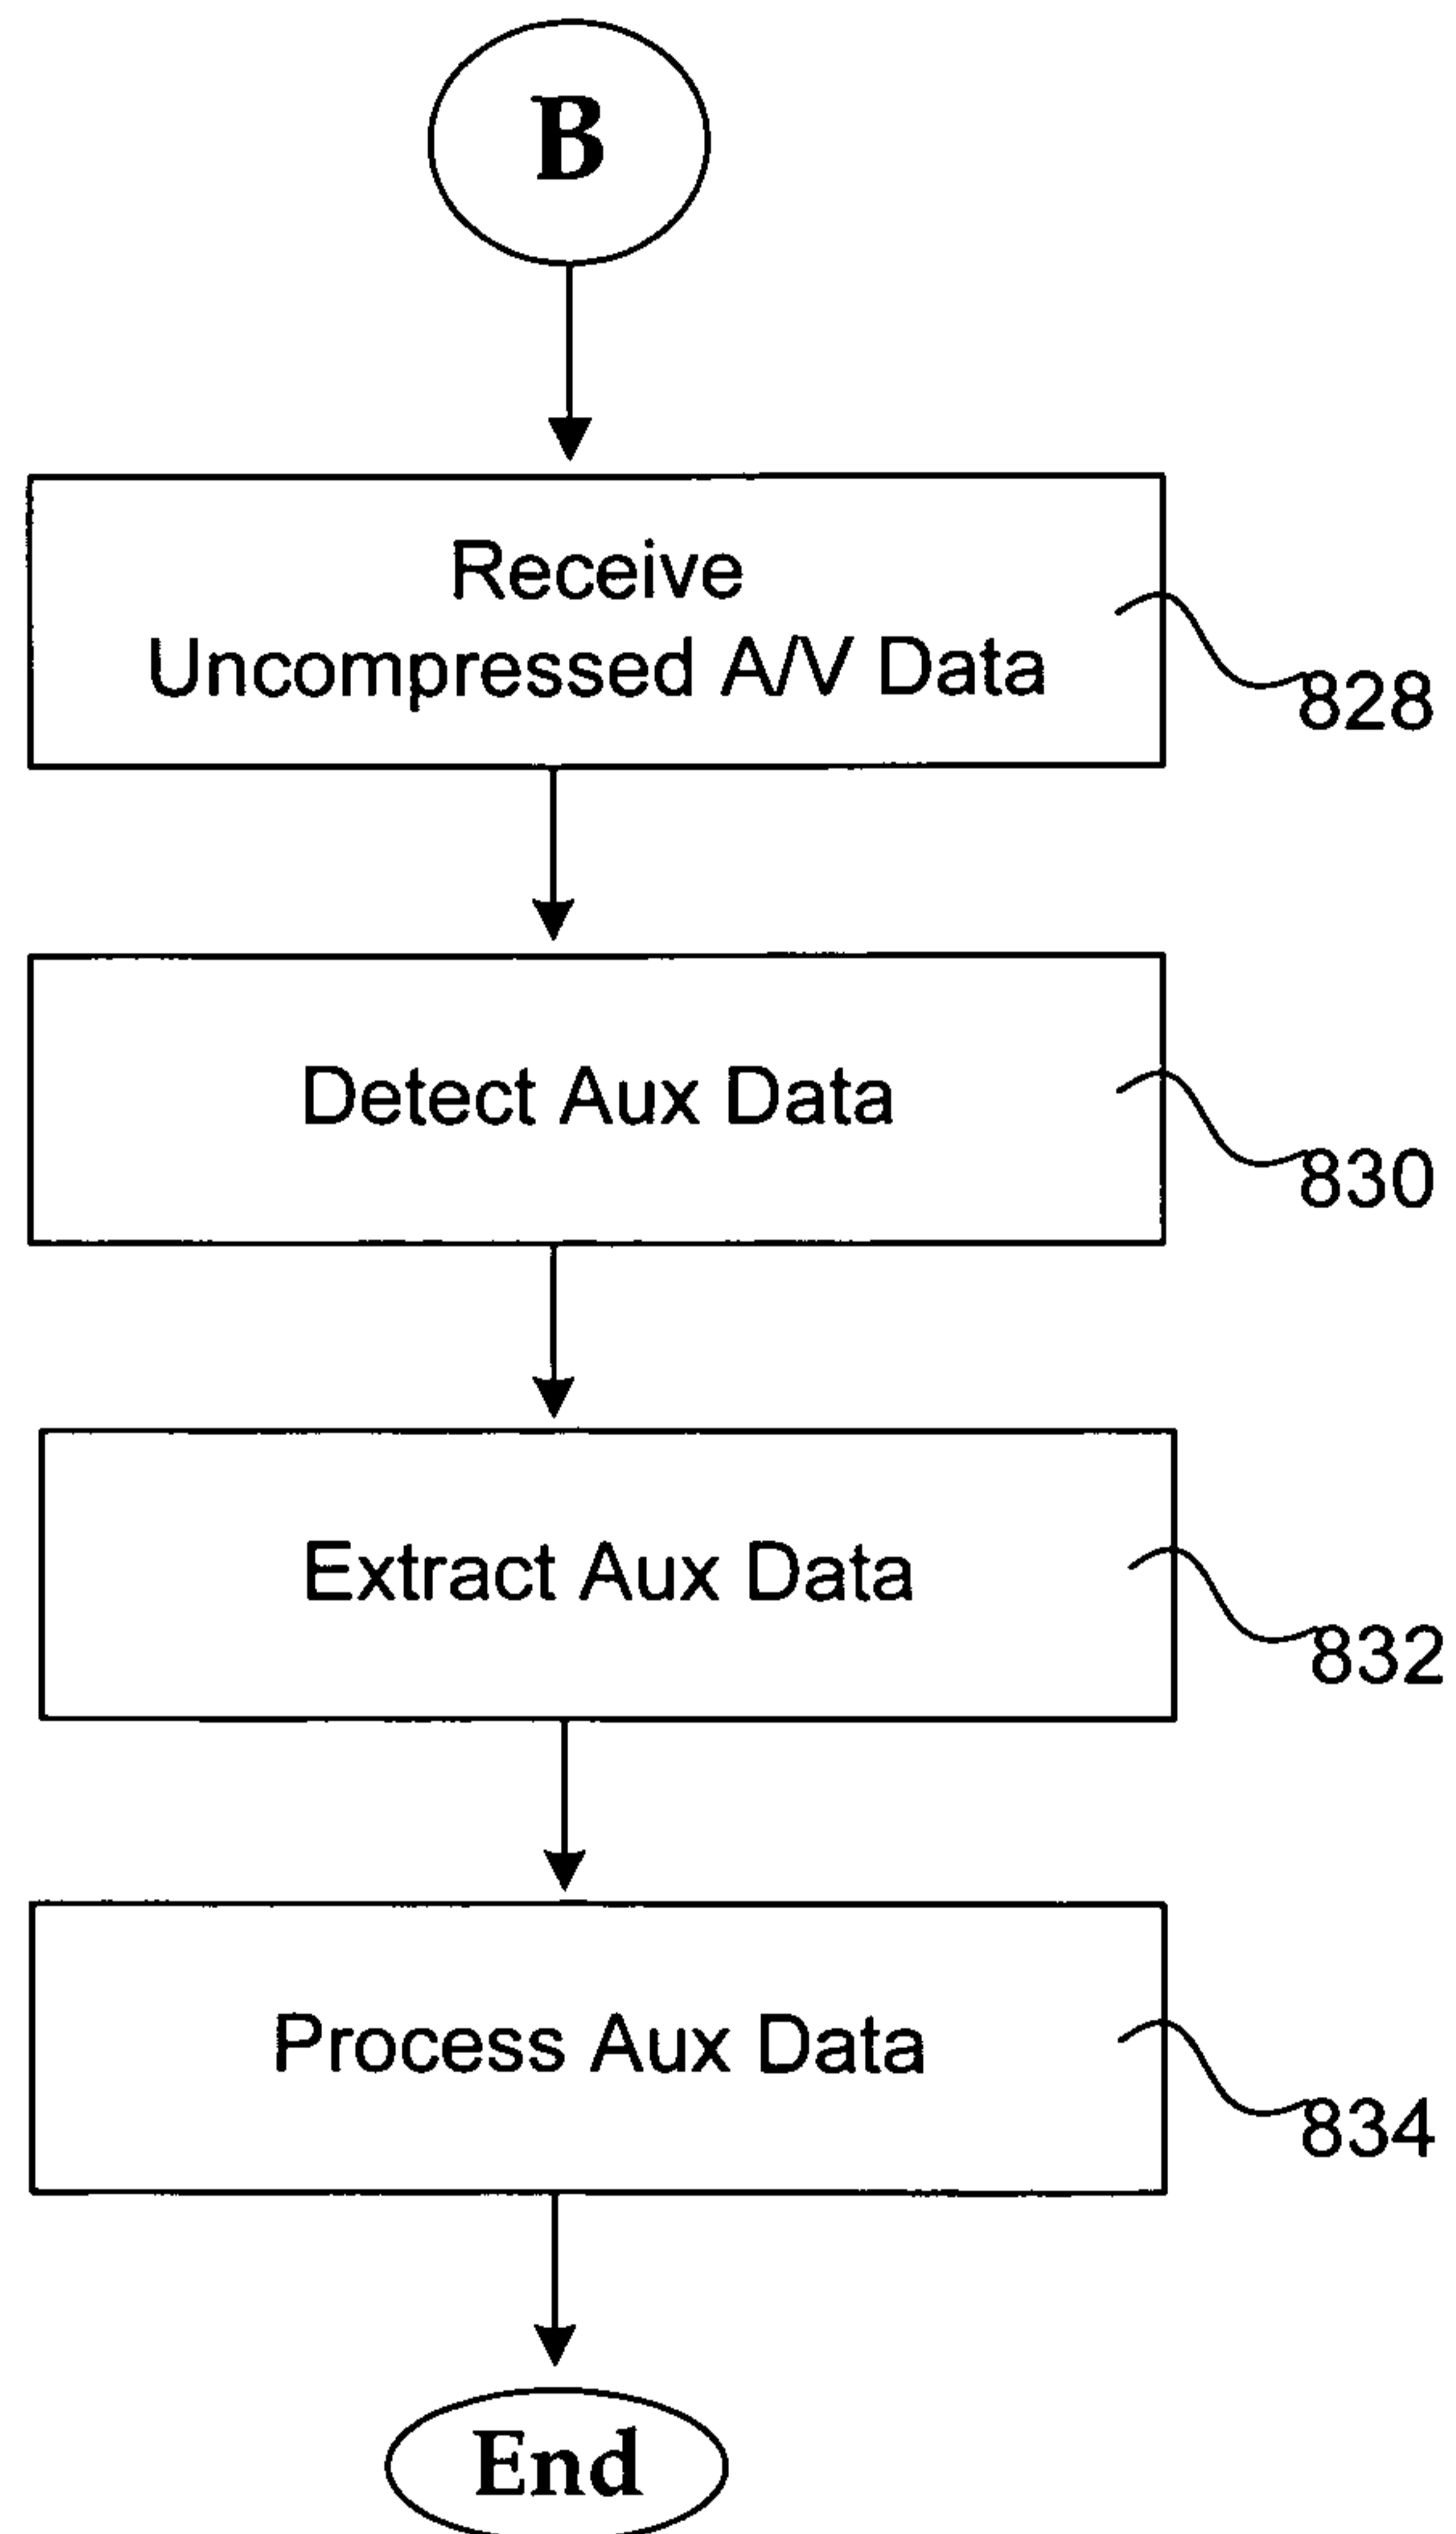 B
Receive
Uncompressed A/V Data
828
Detect Aux Data
830
Extract Aux Data
832
Process Aux Data
834
End